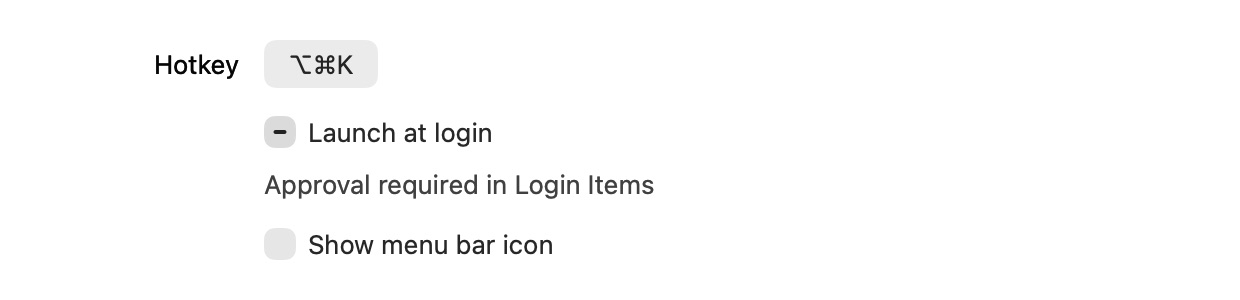 Hotkey ⌥⌘K
Launch at login
Approval required in Login Items
Show menu bar icon